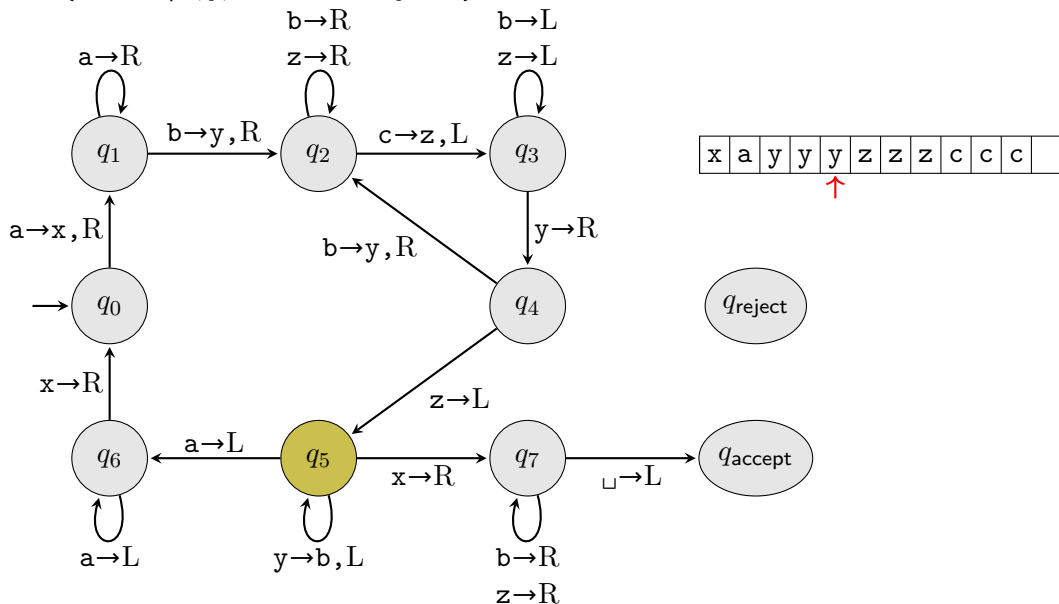 b→R
z→R
b→L
z→L
a→R
q1
b→y,R
q2
c→z,L
q3
x a y y y z z z c c c
↑
a→x,R
b→y,R
y→R
q0
q4
qreject
x→R
z→L
q6
a→L
q5
x→R
q7
␣→L
qaccept
a→L
y→b,L
b→R
z→R